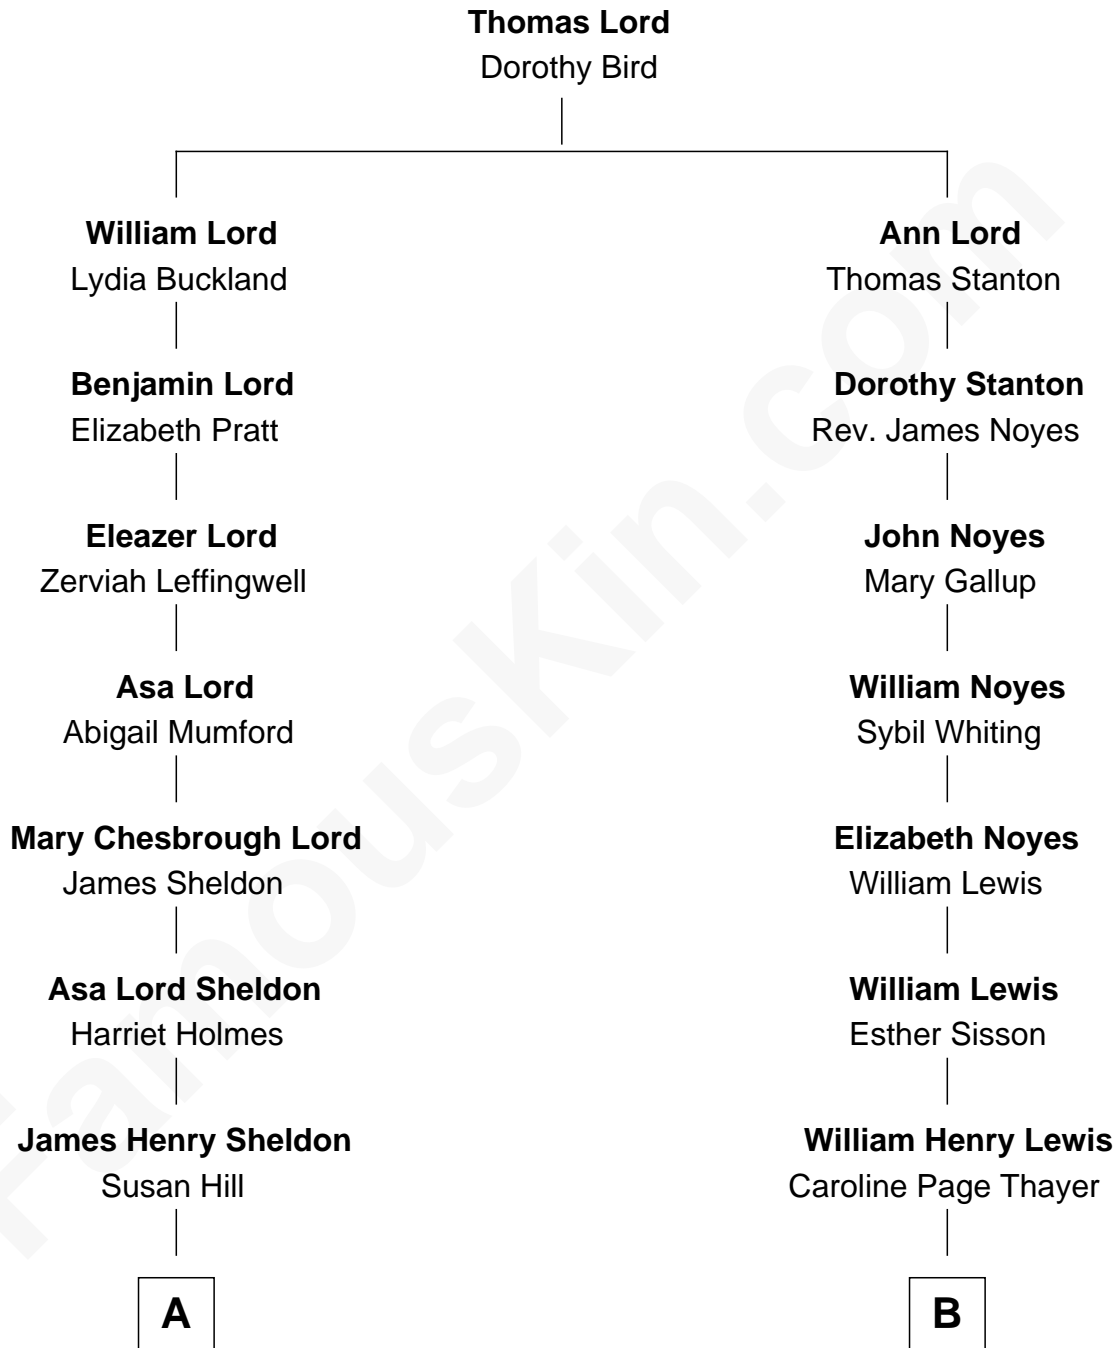 Thomas Lord
Dorothy Bird
William Lord
Lydia Buckland
Ann Lord
Thomas Stanton
Benjamin Lord
Elizabeth Pratt
Dorothy Stanton
Rev. James Noyes
Eleazer Lord
Zerviah Leffingwell
John Noyes
Mary Gallup
Asa Lord
Abigail Mumford
William Noyes
Sybil Whiting
Mary Chesbrough Lord
James Sheldon
Elizabeth Noyes
William Lewis
Asa Lord Sheldon
Harriet Holmes
William Lewis
Esther Sisson
James Henry Sheldon
Susan Hill
William Henry Lewis
Caroline Page Thayer
A
B
FamousKin.com